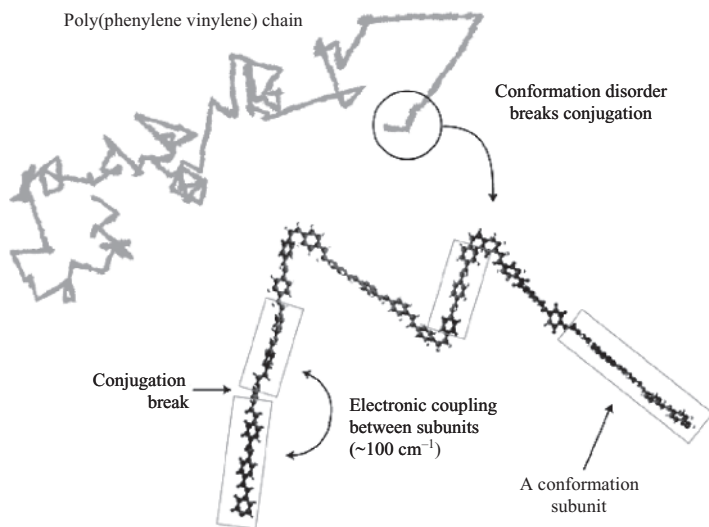 Poly(phenylene vinylene) chain
Conformation disorder
breaks conjugation
Conjugation
break
Electronic coupling
between subunits
(~100 cm⁻¹)
A conformation
subunit